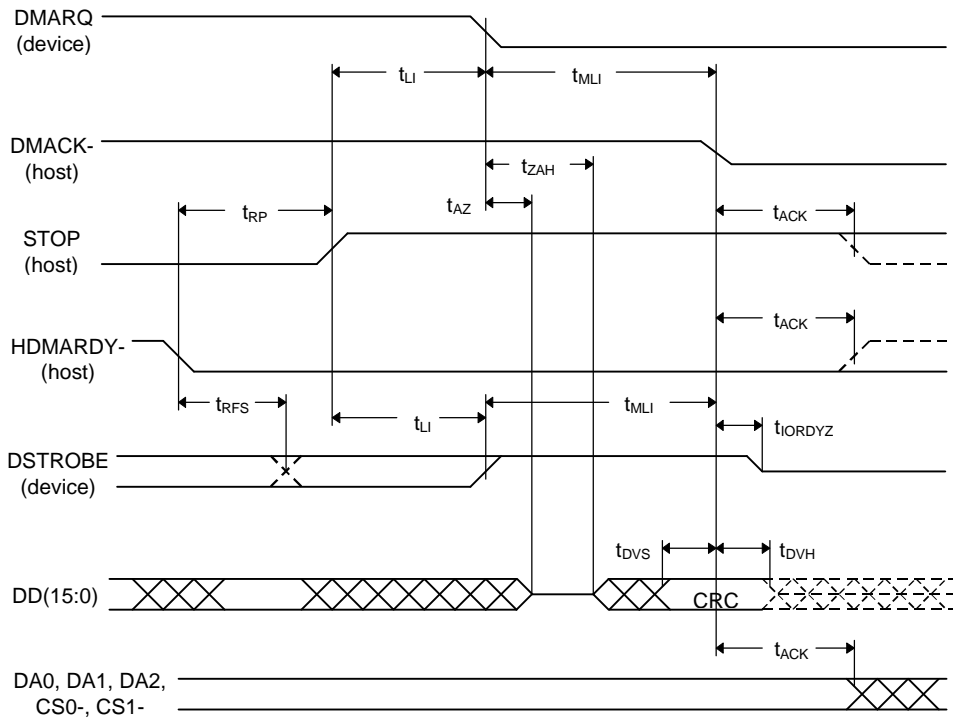 DMARQ
(device)
tLI
tMLI
DMACK-
(host)
tZAH
tAZ
tRP
tACK
STOP
(host)
tACK
HDMARDY-
(host)
tRFS
tLI
tMLI
tIORDYZ
DSTROBE
(device)
tDVS
tDVH
DD(15:0)
CRC
tACK
DA0, DA1, DA2,
CS0-, CS1-